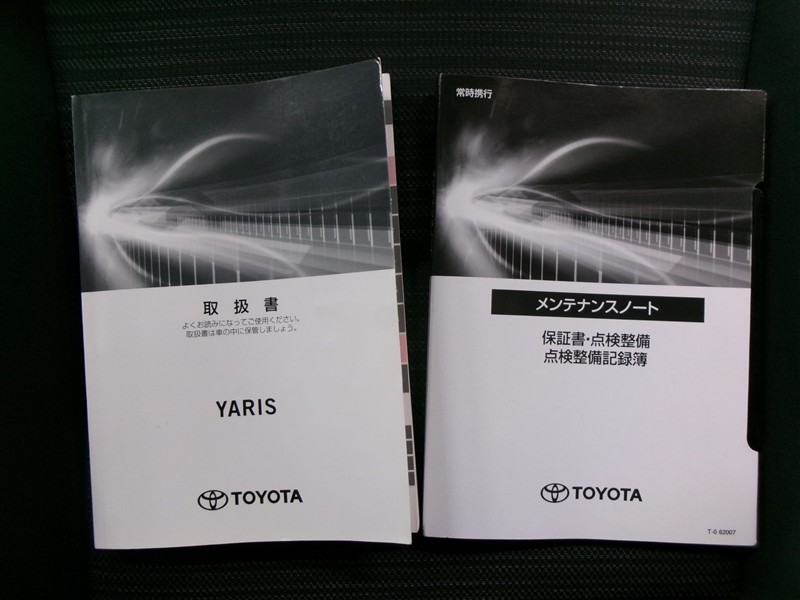 取扱書
よくお読みになってご使用ください。
取扱書は車の中に保管しましょう。
YARIS
TOYOTA
常時携行
メンテナンスノート
保証書・点検整備
点検整備記録簿
TOYOTA
T-0 62007